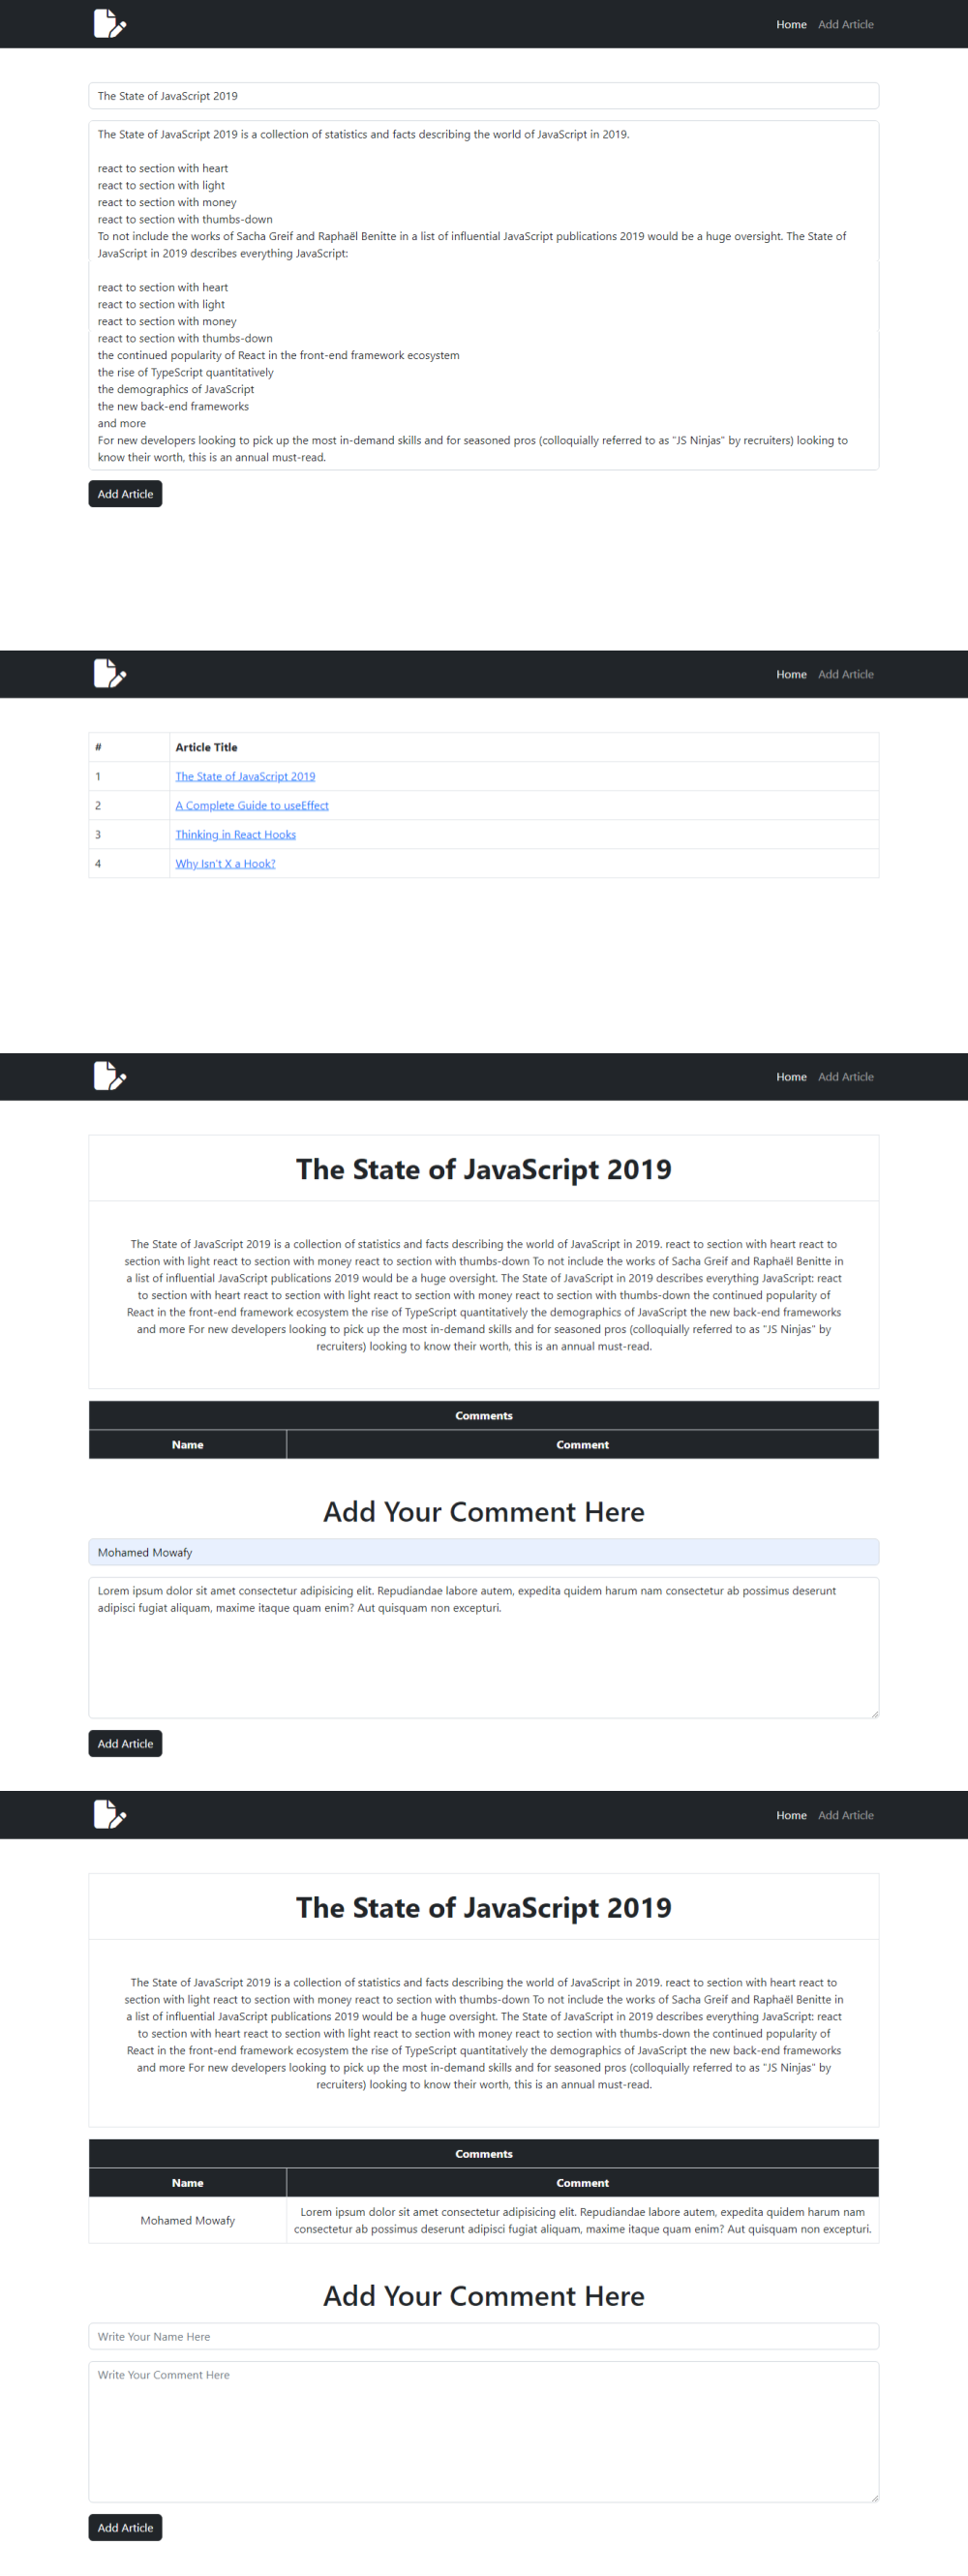 Home Add Article
The State of JavaScript 2019
The State of JavaScript 2019 is a collection of statistics and facts describing the world of JavaScript in 2019.
react to section with heart
react to section with light
react to section with money
react to section with thumbs-down
To not include the works of Sacha Greif and Raphaël Benitte in a list of influential JavaScript publications 2019 would be a huge oversight. The State of
JavaScript in 2019 describes everything JavaScript:
react to section with heart
react to section with light
react to section with money
react to section with thumbs-down
the continued popularity of React in the front-end framework ecosystem
the rise of TypeScript quantitatively
the demographics of JavaScript
the new back-end frameworks
and more
For new developers looking to pick up the most in-demand skills and for seasoned pros (colloquially referred to as "JS Ninjas" by recruiters) looking to
know their worth, this is an annual must-read.
Add Article
Home Add Article
# Article Title
1 The State of JavaScript 2019
2 A Complete Guide to useEffect
3 Thinking in React Hooks
4 Why Isn't X a Hook?
Home Add Article
The State of JavaScript 2019
The State of JavaScript 2019 is a collection of statistics and facts describing the world of JavaScript in 2019. react to section with heart react to
section with light react to section with money react to section with thumbs-down To not include the works of Sacha Greif and Raphaël Benitte in
a list of influential JavaScript publications 2019 would be a huge oversight. The State of JavaScript in 2019 describes everything JavaScript: react
to section with heart react to section with light react to section with money react to section with thumbs-down the continued popularity of
React in the front-end framework ecosystem the rise of TypeScript quantitatively the demographics of JavaScript the new back-end frameworks
and more For new developers looking to pick up the most in-demand skills and for seasoned pros (colloquially referred to as "JS Ninjas" by
recruiters) looking to know their worth, this is an annual must-read.
Comments
Name Comment
Add Your Comment Here
Mohamed Mowafy
Lorem ipsum dolor sit amet consectetur adipisicing elit. Repudiandae labore autem, expedita quidem harum nam consectetur ab possimus deserunt
adipisci fugiat aliquam, maxime itaque quam enim? Aut quisquam non excepturi.
Add Article
Home Add Article
The State of JavaScript 2019
The State of JavaScript 2019 is a collection of statistics and facts describing the world of JavaScript in 2019. react to section with heart react to
section with light react to section with money react to section with thumbs-down To not include the works of Sacha Greif and Raphaël Benitte in
a list of influential JavaScript publications 2019 would be a huge oversight. The State of JavaScript in 2019 describes everything JavaScript: react
to section with heart react to section with light react to section with money react to section with thumbs-down the continued popularity of
React in the front-end framework ecosystem the rise of TypeScript quantitatively the demographics of JavaScript the new back-end frameworks
and more For new developers looking to pick up the most in-demand skills and for seasoned pros (colloquially referred to as "JS Ninjas" by
recruiters) looking to know their worth, this is an annual must-read.
Comments
Name Comment
Mohamed Mowafy
Lorem ipsum dolor sit amet consectetur adipisicing elit. Repudiandae labore autem, expedita quidem harum nam
consectetur ab possimus deserunt adipisci fugiat aliquam, maxime itaque quam enim? Aut quisquam non excepturi.
Add Your Comment Here
Write Your Name Here
Write Your Comment Here
Add Article